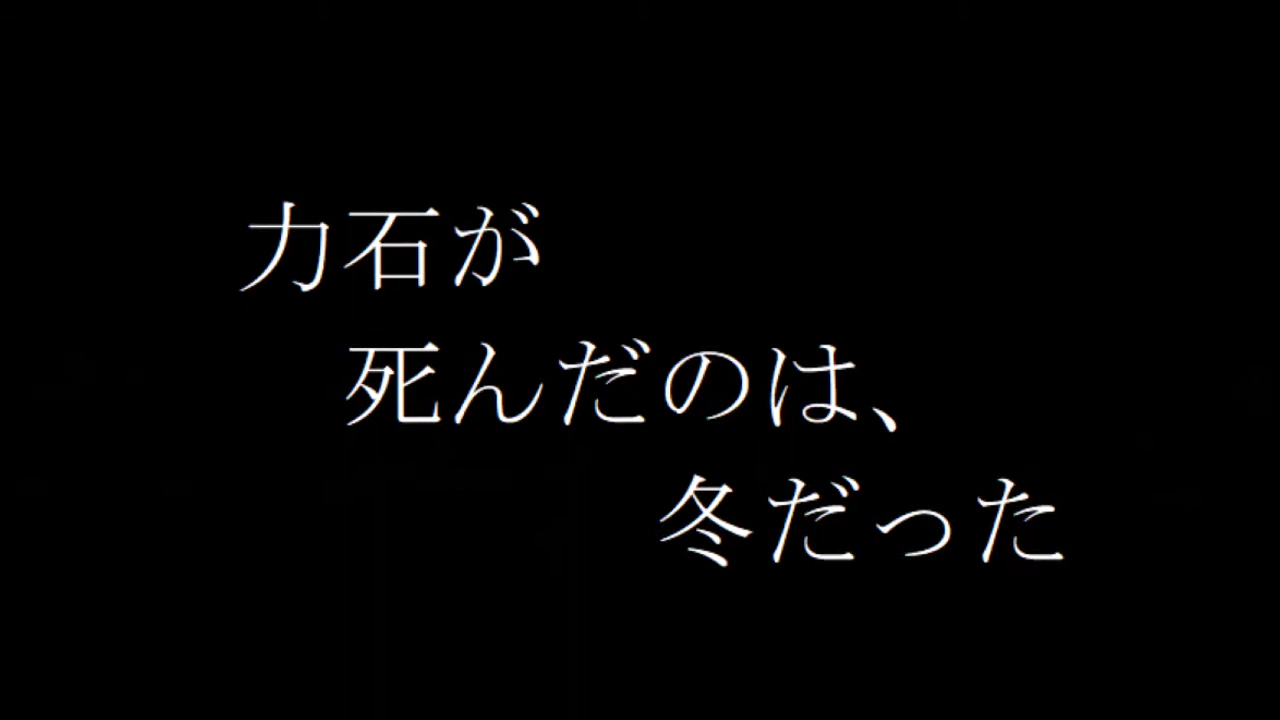 力石が
死んだのは、
冬だった